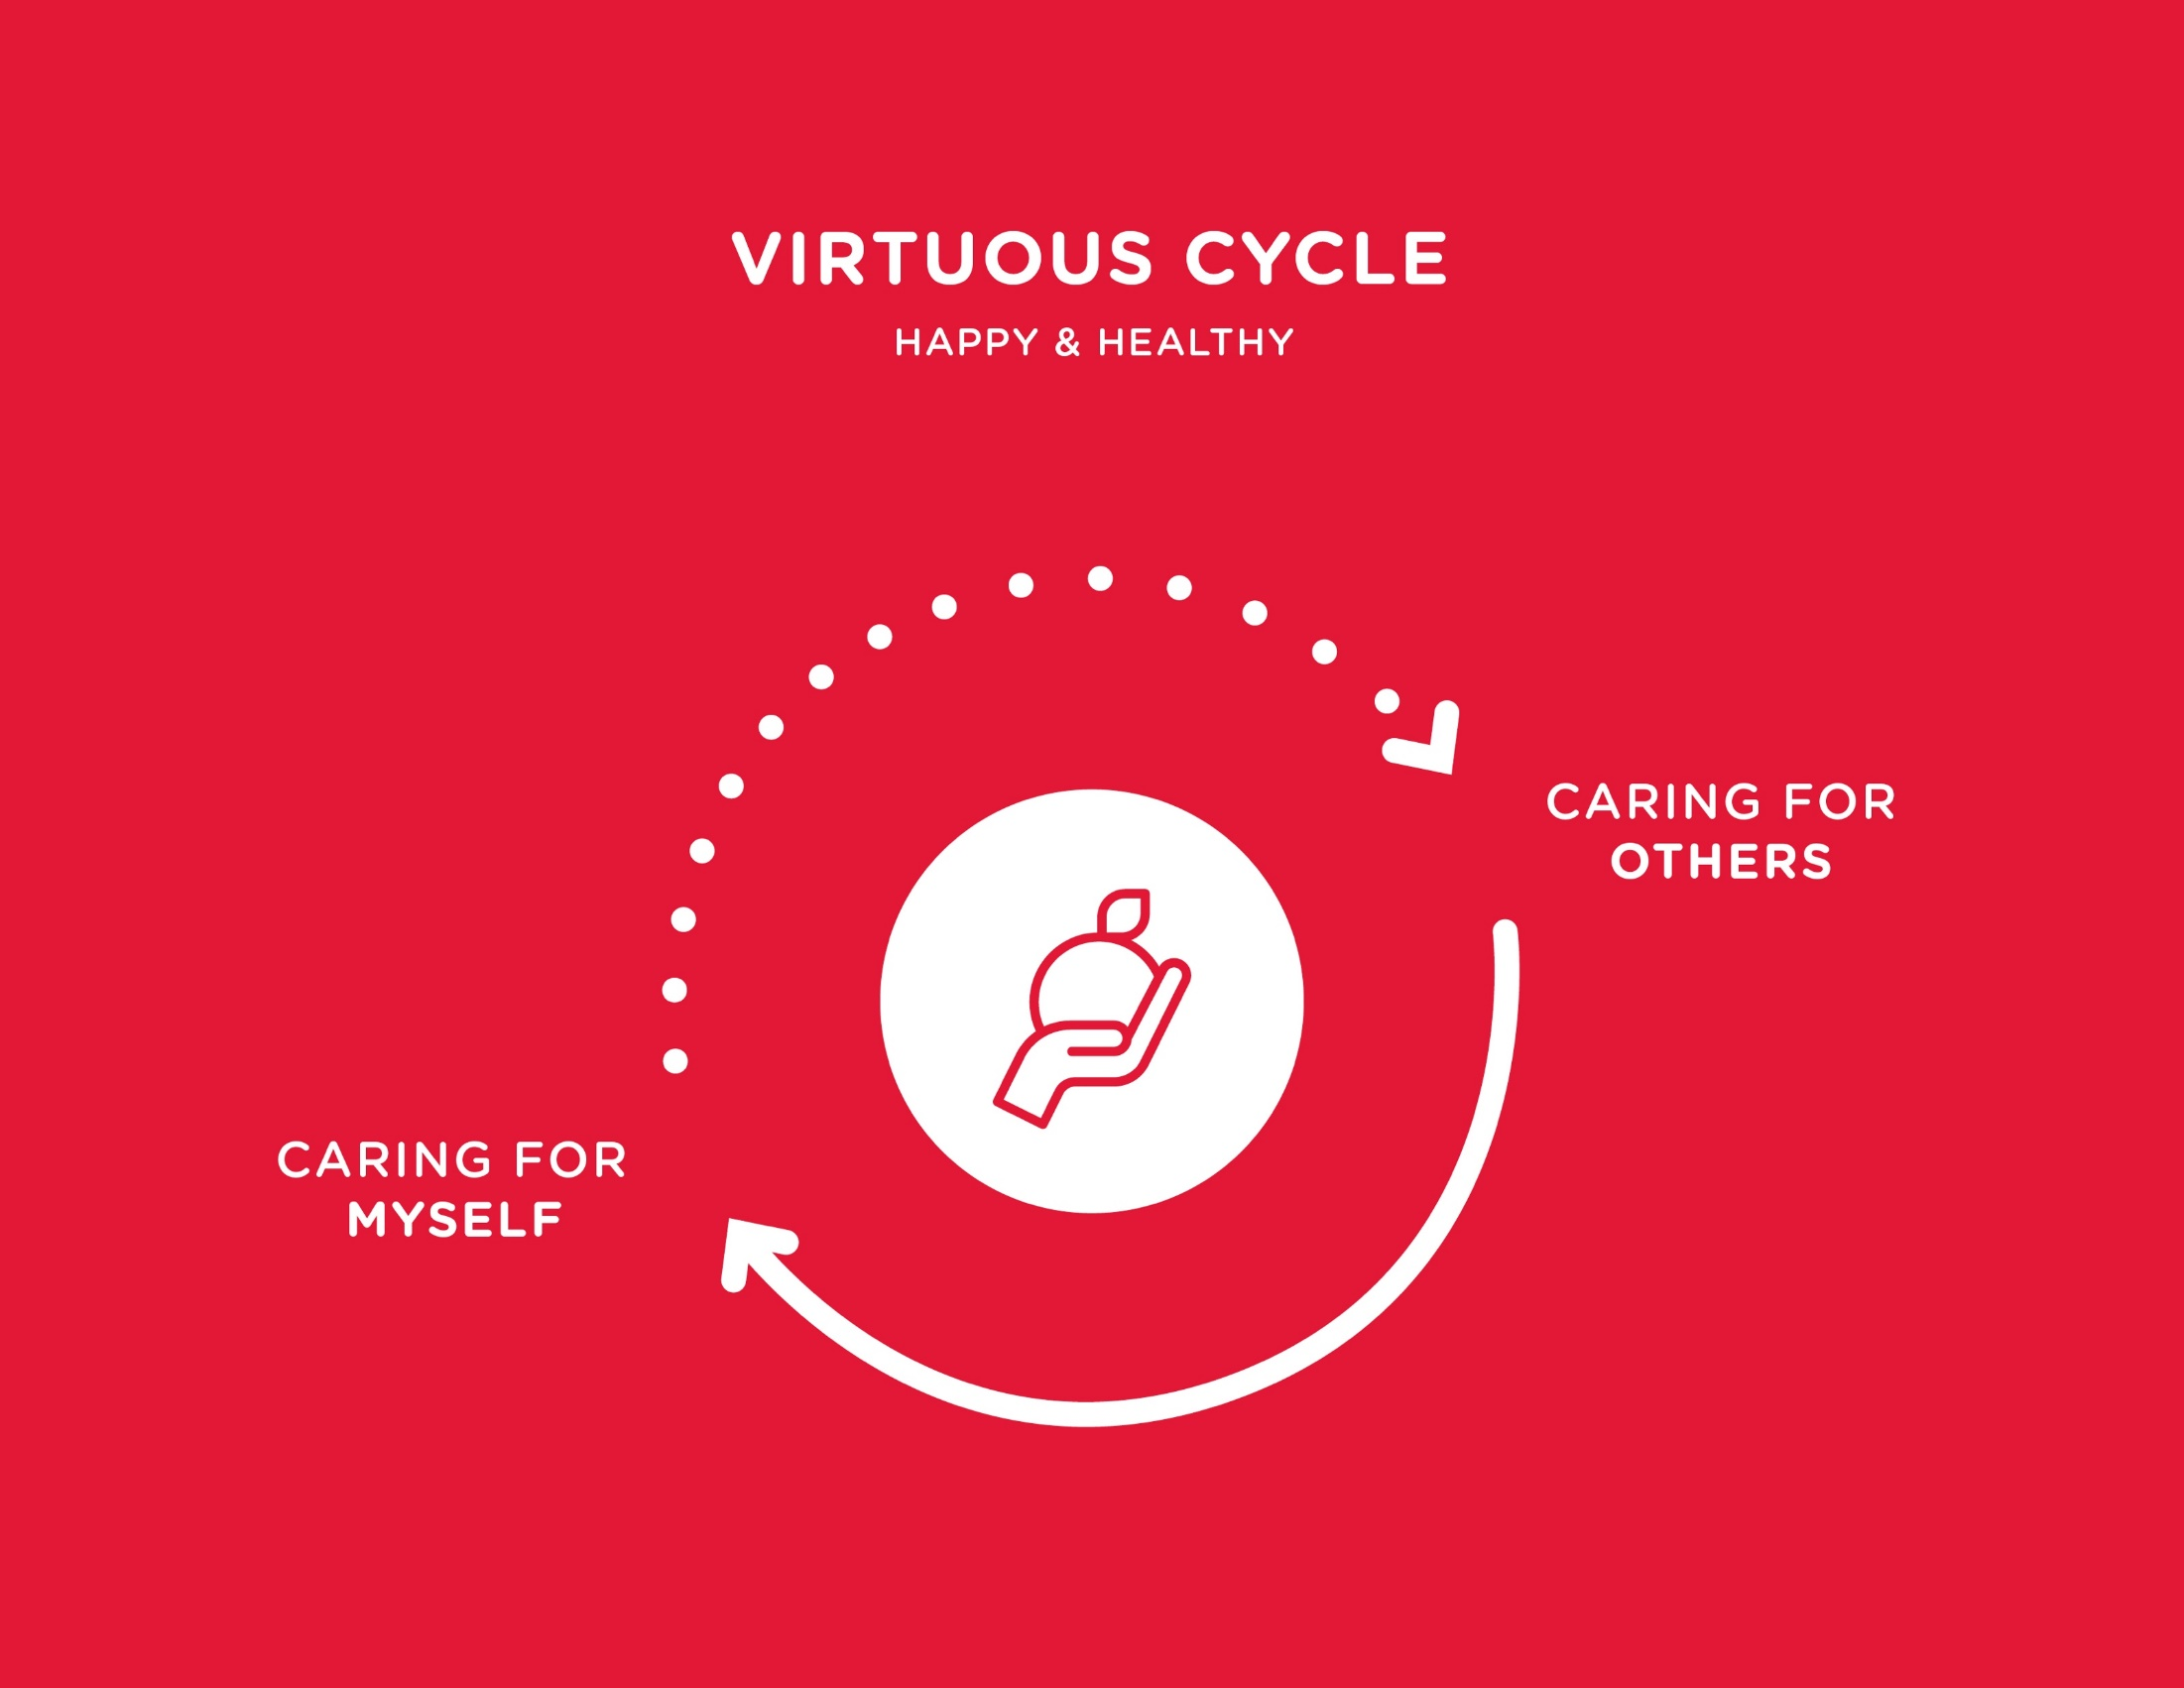 VIRTUOUS CYCLE
HAPPY & HEALTHY
CARING FOR
OTHERS
CARING FOR
MYSELF